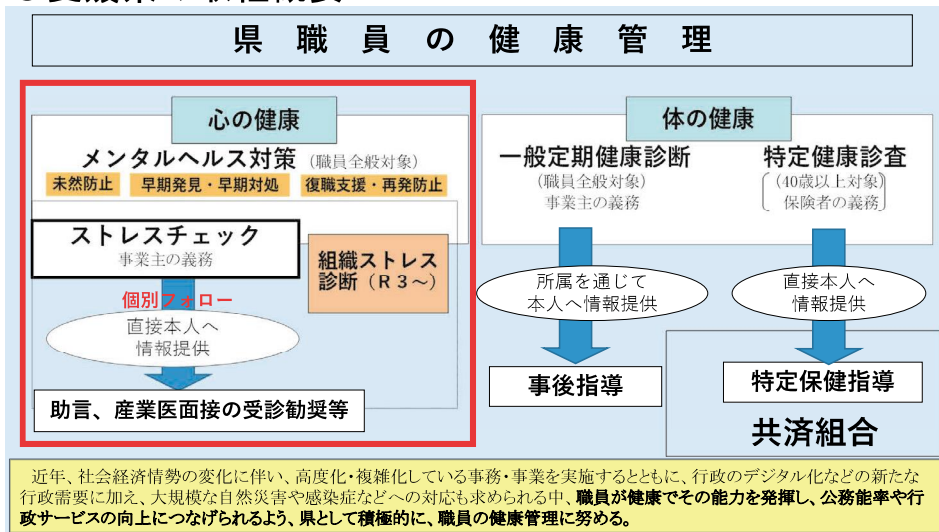 県職員の健康管理
心の健康
メンタルヘルス対策（職員全般対象）
未然防止 早期発見・早期対処 復職支援・再発防止
ストレスチェック
事業主の義務
組織ストレス
診断（R3～）
個別フォロー
直接本人へ
情報提供
助言、産業医面接の受診勧奨等
体の健康
一般定期健康診断
（職員全般対象）
事業主の義務
所属を通じて
本人へ情報提供
事後指導
特定健康診査
（40歳以上対象）
保険者の義務
直接本人へ
情報提供
特定保健指導
共済組合
近年、社会経済情勢の変化に伴い、高度化・複雑化している事務・事業を実施するとともに、行政のデジタル化などの新たな
行政需要に加え、大規模な自然災害や感染症などへの対応も求められる中、職員が健康でその能力を発揮し、公務能率や行
政サービスの向上につなげられるよう、県として積極的に、職員の健康管理に努める。